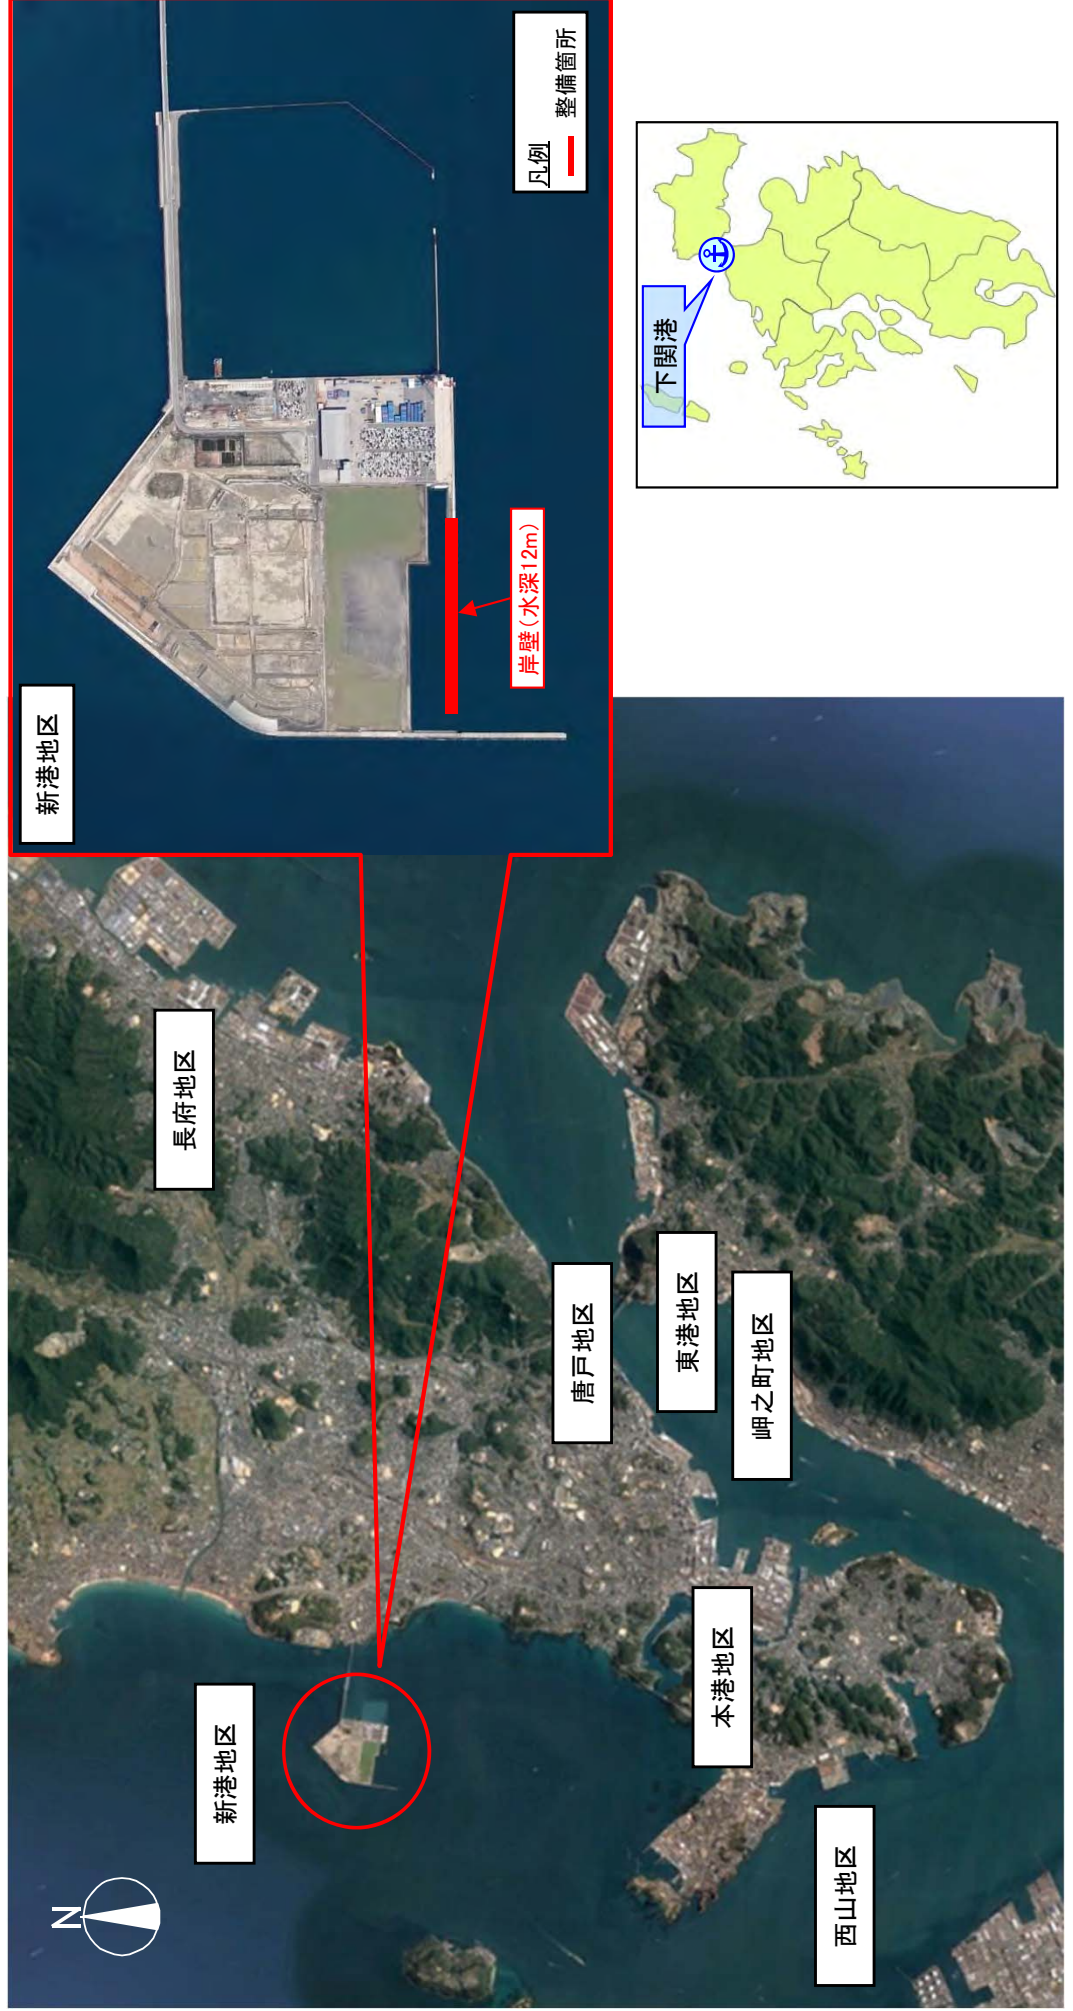 新港地区
凡例
整備箇所
岸壁(水深12m)
下関港
長府地区
唐戸地区
東港地区
岬之町地区
新港地区
本港地区
西山地区
N